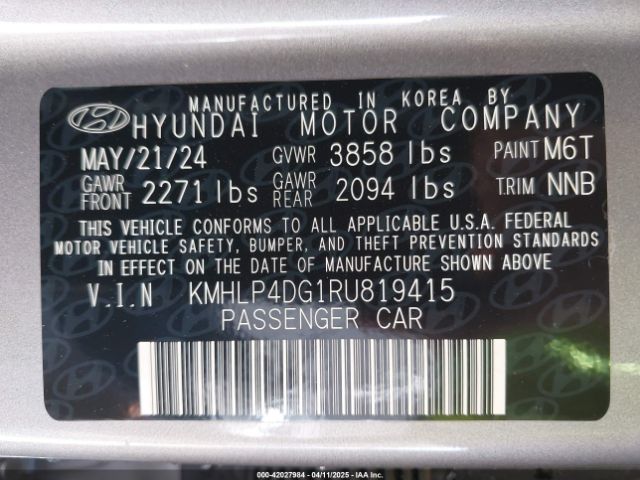 MANUFACTURED IN KOREA BY
HYUNDAI MOTOR COMPANY
MAY/21/24 GVWR 3858 lbs PAINT M6T
GAWR FRONT 2271 lbs GAWR REAR 2094 lbs TRIM NNB
THIS VEHICLE CONFORMS TO ALL APPLICABLE U.S.A. FEDERAL
MOTOR VEHICLE SAFETY, BUMPER, AND THEFT PREVENTION STANDARDS
IN EFFECT ON THE DATE OF MANUFACTURE SHOWN ABOVE
V.I.N KMHLP4DG1RU819415
PASSENGER CAR
000-42027984 - 04/11/2025 - IAAI.COM